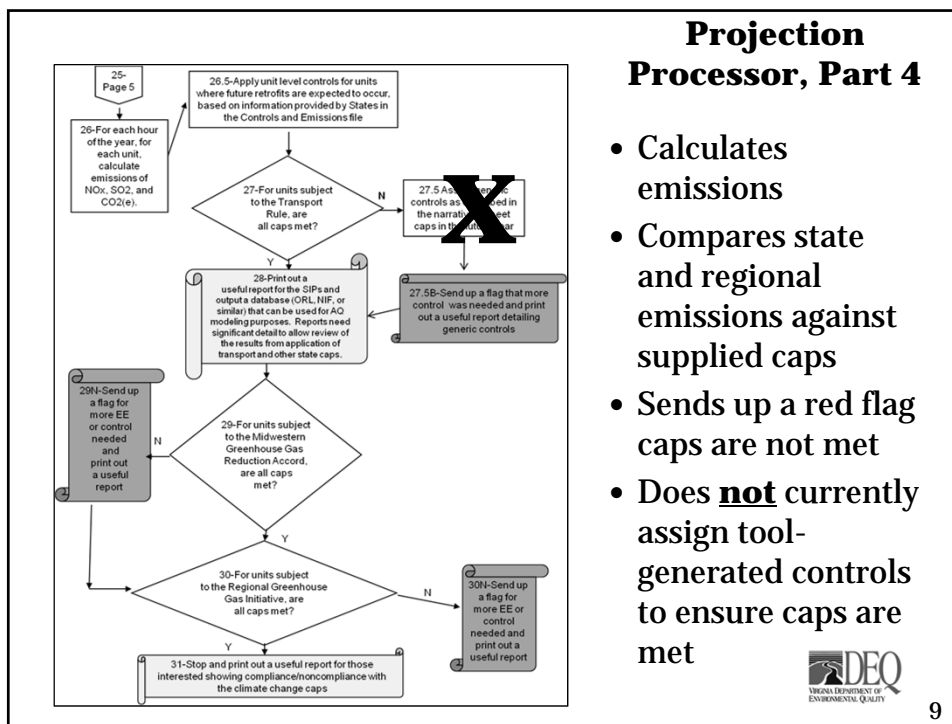 Projection
Processor, Part 4
25-
Page 5
26.5-Apply unit level controls for units
where future retrofits are expected to occur,
based on information provided by States in
the Controls and Emissions file
26-For each hour
of the year, for
each unit,
calculate
emissions of
NOx, SO2, and
CO2(e).
27-For units subject
to the Transport
Rule, are
all caps met?
N
27.5
controls as
the narrative
caps in the
X
Y
28-Print out a
useful report for the SIPs and
output a database (ORL, NIF, or
similar) that can be used for AQ
modeling purposes. Reports need
significant detail to allow review of
the results from application of
transport and other state caps.
27.5B-Send up a flag that more
control was needed and print
out a useful report detailing
generic controls
29N-Send up
a flag for
more EE
or control
needed
and
print out
a useful
report
N
29-For units subject
to the Midwestern
Greenhouse Gas
Reduction Accord,
are all caps
met?
Y
30-For units subject
to the Regional Greenhouse
Gas Initiative, are
all caps met?
N
30N-Send up
a flag for
more EE or
control
needed and
print out a
useful report
Y
31-Stop and print out a useful report for those
interested showing compliance/noncompliance with
the climate change caps
• Calculates
emissions
• Compares state
and regional
emissions against
supplied caps
• Sends up a red flag
caps are not met
• Does not currently
assign tool-
generated controls
to ensure caps are
met
DEQ
VIRGINIA DEPARTMENT OF
ENVIRONMENTAL QUALITY
9